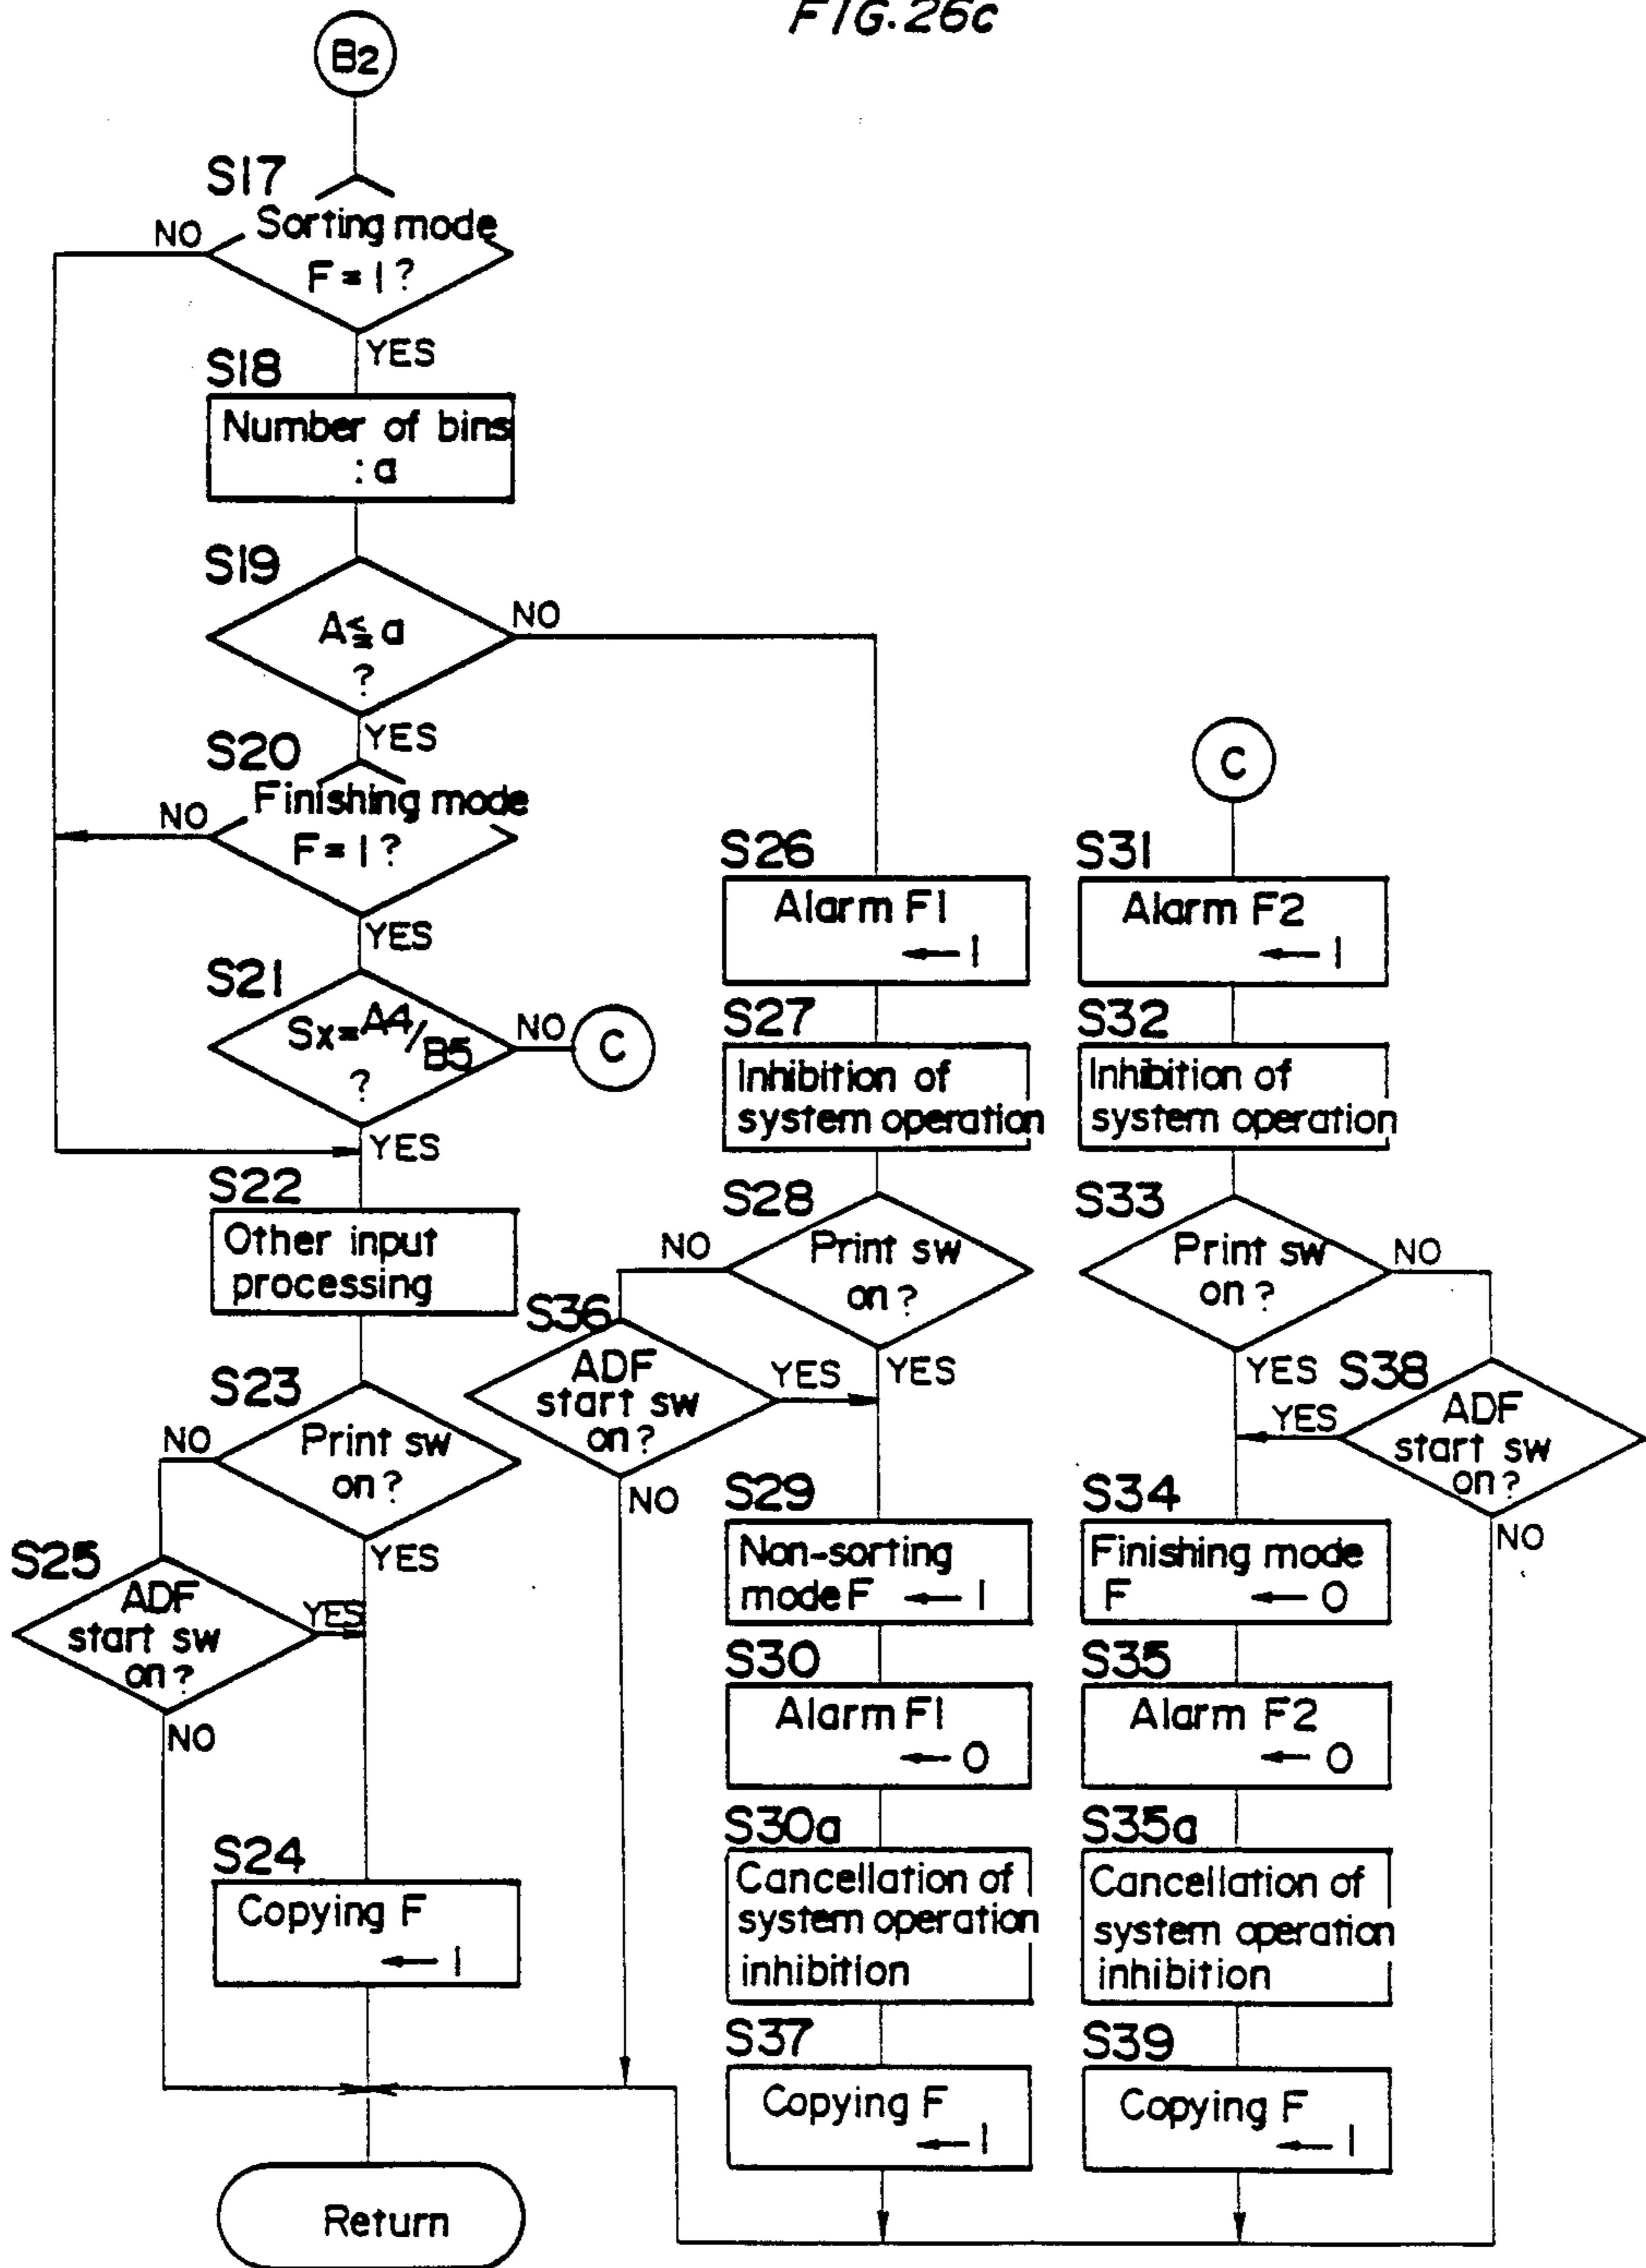 FIG.26c
B2
S17
Sorting mode
F=1?
NO
YES
S18
Number of bins
:a
S19
A≦a
?
NO
YES
S20
Finishing mode
F=1?
NO
YES
S21
Sx=A4/B5
?
NO
C
YES
S22
Other input
processing
S23
Print sw
on?
NO
YES
S25
ADF
start sw
on?
YES
NO
S24
Copying F
← 1
Return
S26
Alarm F1
← 1
S27
Inhibition of
system operation
S28
Print sw
on?
NO
YES
S36
ADF
start sw
on?
YES
NO
S29
Non-sorting
mode F ← 1
S30
Alarm F1
← 0
S30a
Cancellation of
system operation
inhibition
S37
Copying F
← 1
C
S31
Alarm F2
← 1
S32
Inhibition of
system operation
S33
Print sw
on?
NO
YES
S38
ADF
start sw
on?
YES
NO
S34
Finishing mode
F ← 0
S35
Alarm F2
← 0
S35a
Cancellation of
system operation
inhibition
S39
Copying F
← 1